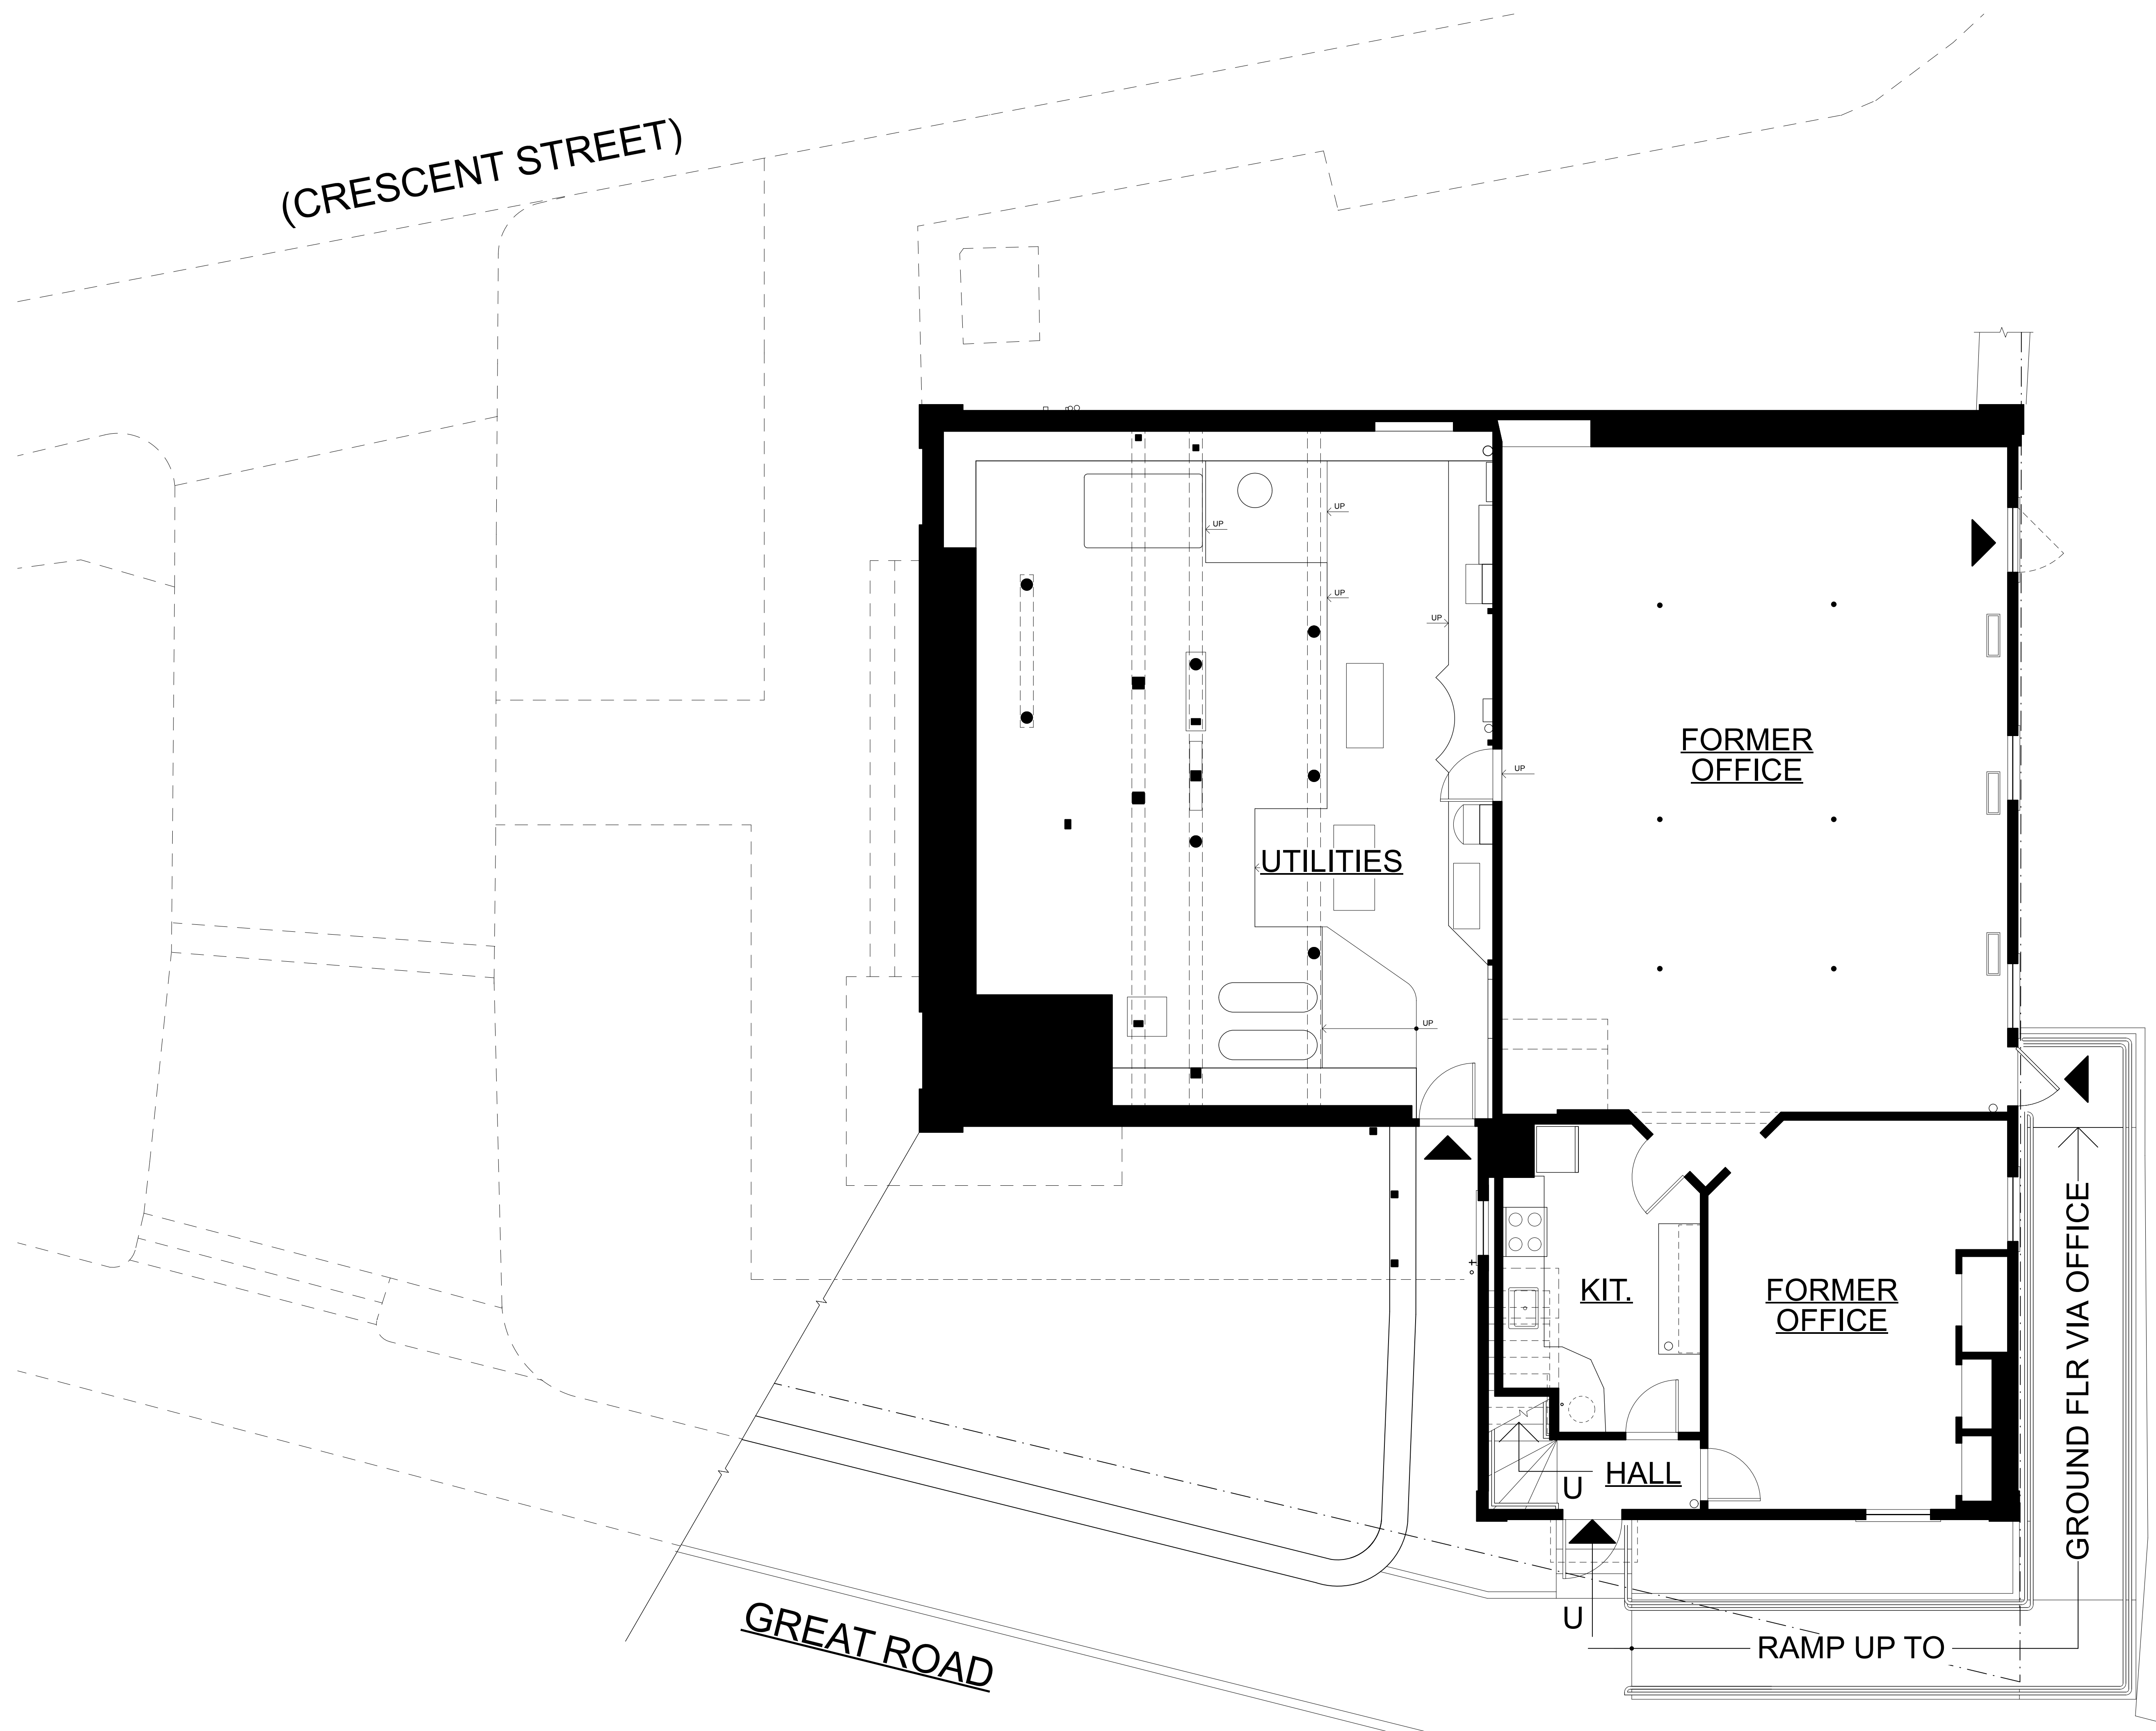 (CRESCENT STREET)
UP
UP
UP
UP
FORMER
OFFICE
UP
UTILITIES
UP
KIT.
FORMER
OFFICE
HALL
U
U
GROUND FLR VIA OFFICE
RAMP UP TO
GREAT ROAD